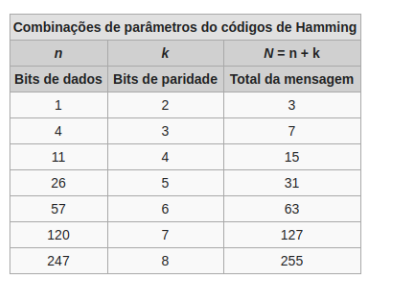 Combinações de parâmetros do códigos de Hamming
n k N = n + k
Bits de dados Bits de paridade Total da mensagem
1 2 3
4 3 7
11 4 15
26 5 31
57 6 63
120 7 127
247 8 255